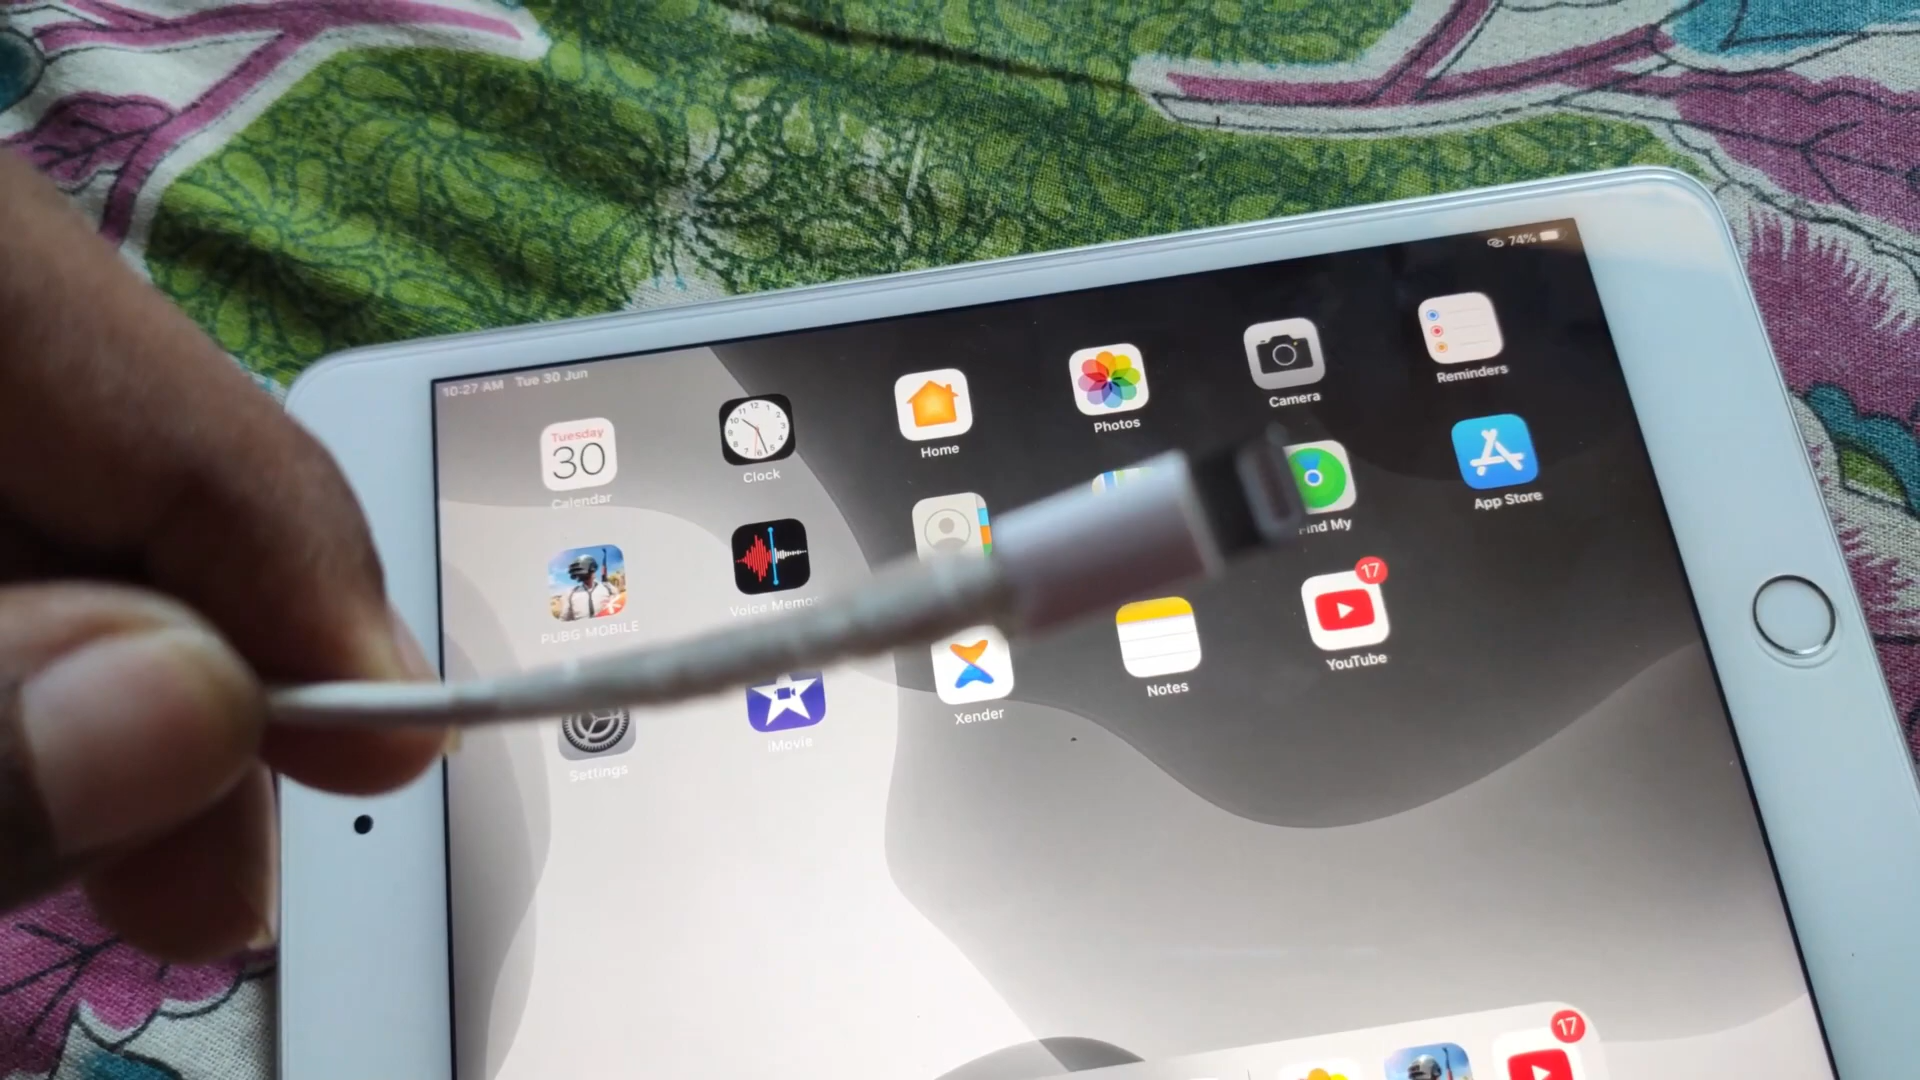 10:27 AM Tue 30 Jun
74%
Tuesday
30
Calendar
Clock
Home
Photos
Camera
Reminders
PUBG MOBILE
Voice Memo
Find My
App Store
Settings
iMovie
Xender
Notes
17
YouTube
17